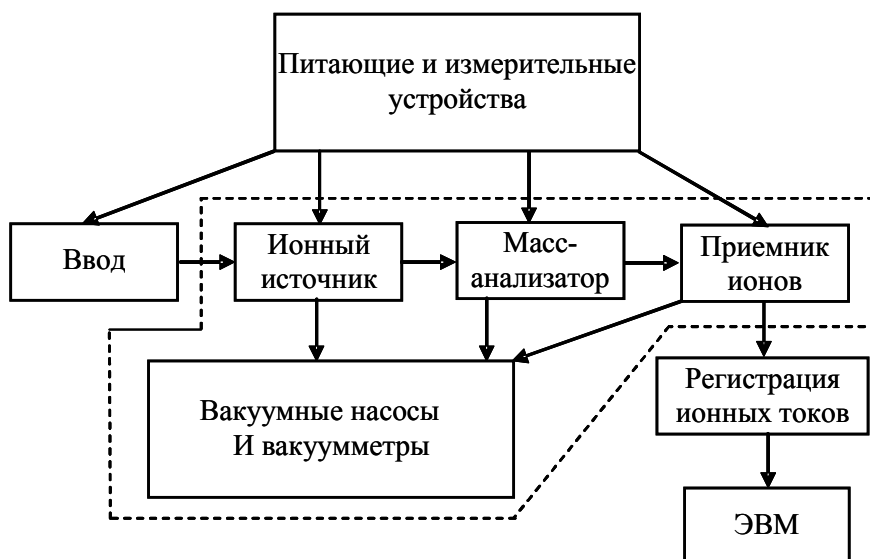 Питающие и измерительные
устройства
Ввод
Ионный
источник
Масс-
анализатор
Приемник
ионов
Вакуумные насосы
И вакуумметры
Регистрация
ионных токов
ЭВМ